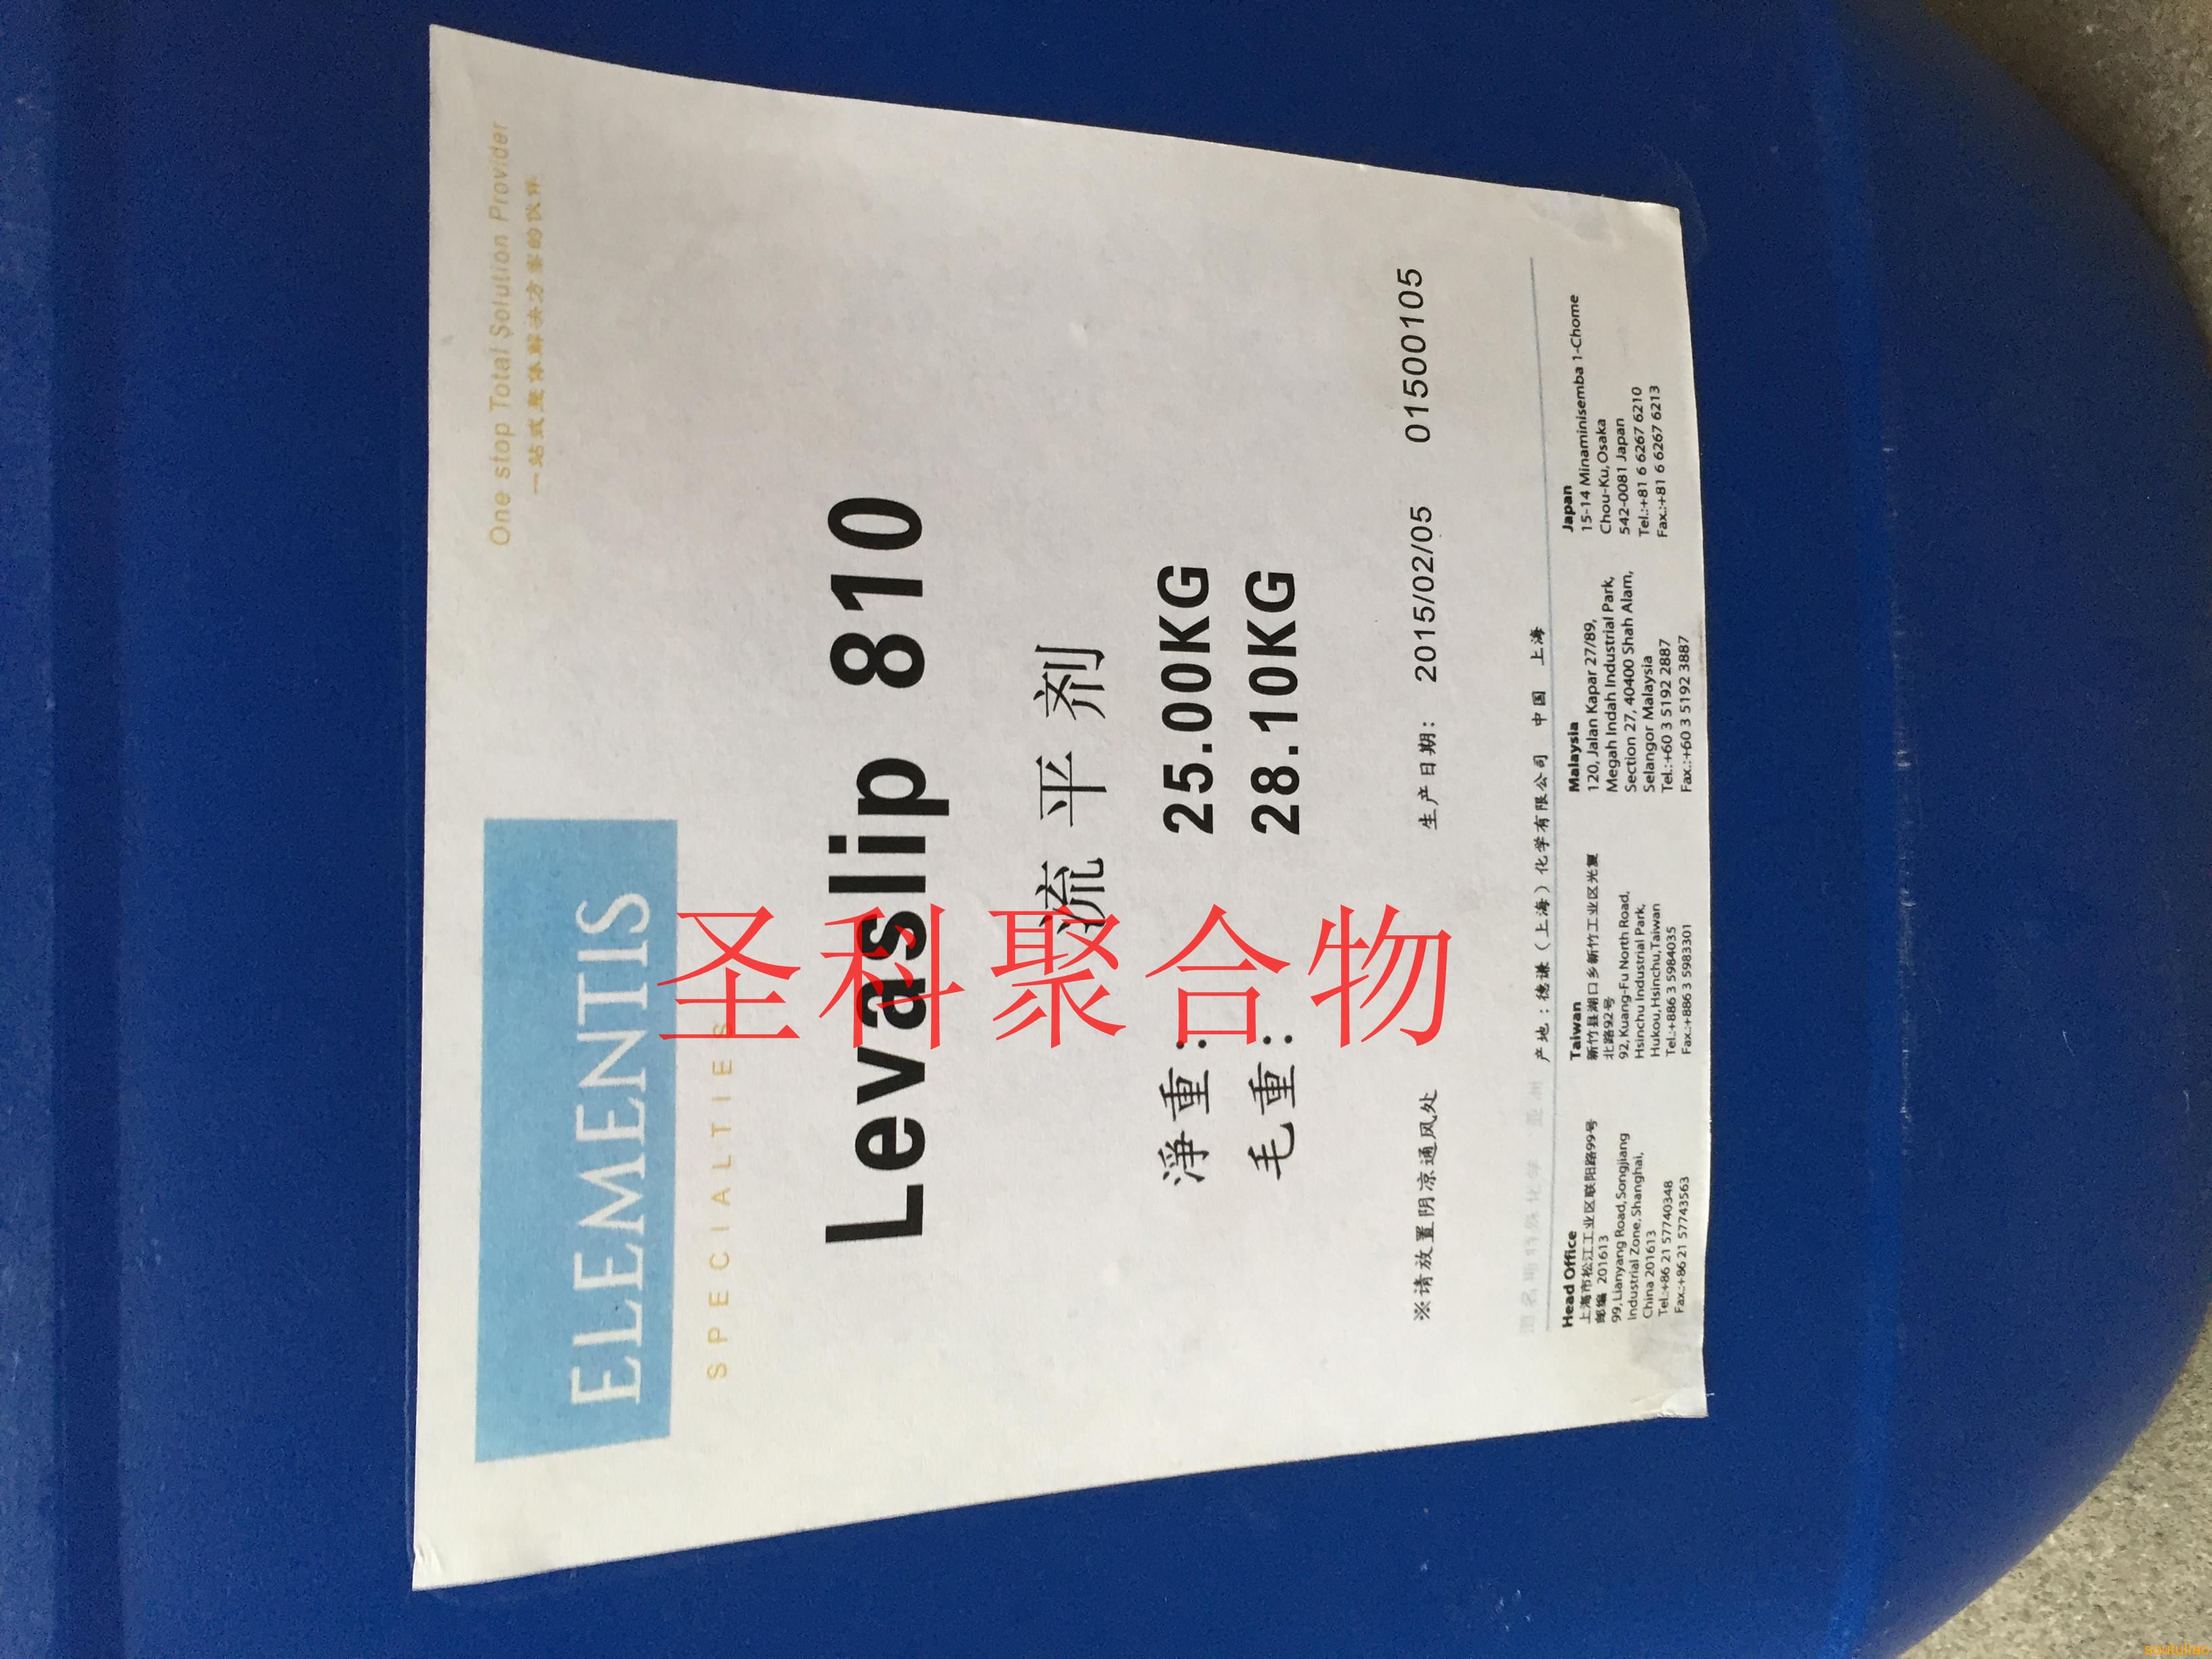 One stop Total Solution Provider
一站式整体解决方案的伙伴
ELEMENTIS
SPECIALTIES
Levaslip 810
流平剂
淨重： 25.00KG
毛重： 28.10KG
※请放置阴凉通风处 生产日期： 2015/02/05 01500105
产地：德谦（上海）化学有限公司 中国 上海
Head Office
上海市松江工业区联阳路99号
邮编 201613
99, Lianyang Road, Songjiang
Industrial Zone, Shanghai,
China 201613
Tel.:+86 21 57740348
Fax.:+86 21 57743563
Taiwan
新竹县湖口乡新竹工业区光复
北路92号
92, Kuang-Fu North Road,
Hsinchu Industrial Park,
Hukou, Hsinchu, Taiwan
Tel.:+886 3 5984035
Fax.:+886 3 5983301
Malaysia
120, Jalan Kapar 27/89,
Megah Indah Industrial Park,
Section 27, 40400 Shah Alam,
Selangor Malaysia
Tel.:+60 3 5192 2887
Fax.:+60 3 5192 3887
Japan
15-14 Minaminisemba 1-Chome
Chou-Ku, Osaka
542-0081 Japan
Tel.:+81 6 6267 6210
Fax.:+81 6 6267 6213
圣科聚合物